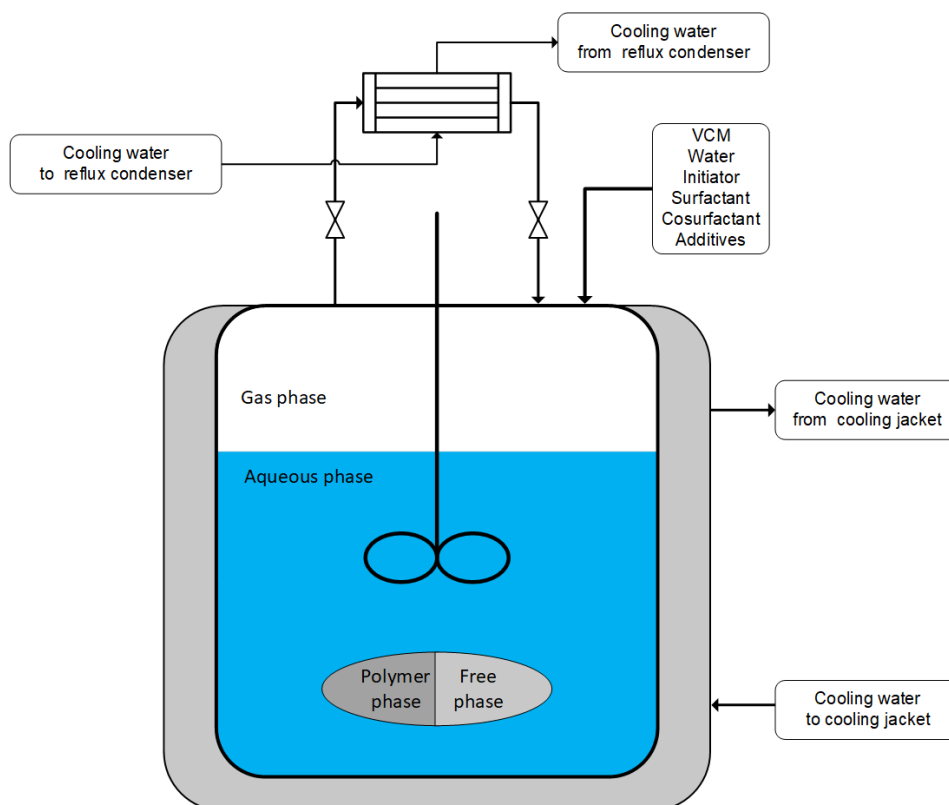 Cooling water
from reflux condenser
Cooling water
to reflux condenser
VCM
Water
Initiator
Surfactant
Cosurfactant
Additives
Gas phase
Cooling water
from cooling jacket
Aqueous phase
Polymer
phase
Free
phase
Cooling water
to cooling jacket